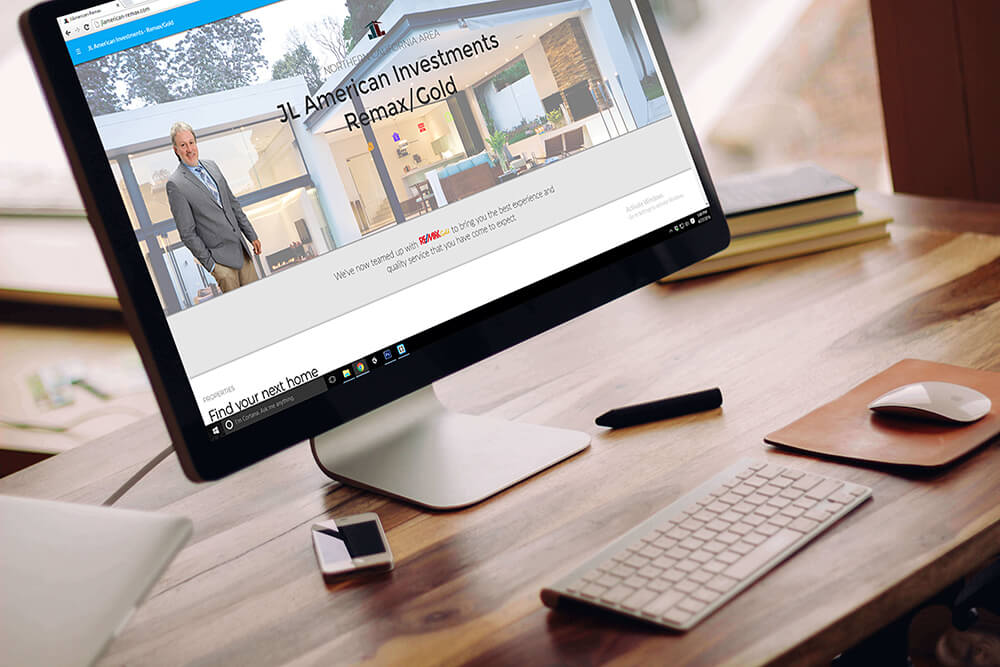 JLAmerican-Remax
jlamerican-remax.com
JL American Investments - Remax/Gold
NORTHERN CALIFORNIA AREA
JL American Investments
Remax/Gold
We've now teamed up with RE/MAX Gold to bring you the best experience and
quality service that you have come to expect.
Activate Windows
Go to Settings to activate Windows.
PROPERTIES
Find your next home
I'm Cortana. Ask me anything.